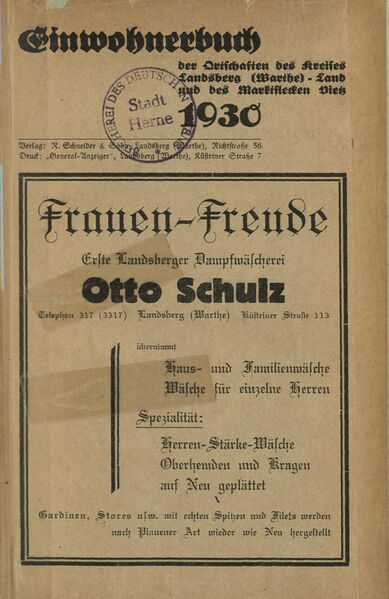 Einwohnerbuch
der Ortschaften des Kreises
Landsberg (Warthe) - Land
und des Marktflecken Vietz
1930
BÜCHEREI DES DEUTSCHEN
Stadt
Herne
Verlag: R. Schneider & Sohn, Landsberg (Warthe), Richtstraße 56
Druck: „General-Anzeiger“, Landsberg (Warthe), Küstriner Straße 7
Frauen-Freude
Erste Landsberger Dampfwäscherei
Otto Schulz
Telephon 317 (3317) Landsberg (Warthe) Küstriner Straße 113
übernimmt
Haus- und Familienwäsche
Wäsche für einzelne Herren
Spezialität:
Herren-Stärke-Wäsche
Oberhemden und Kragen
auf Neu geplättet
Gardinen, Stores usw. mit echten Spitzen und Filets werden
nach Plauener Art wieder wie Neu hergestellt